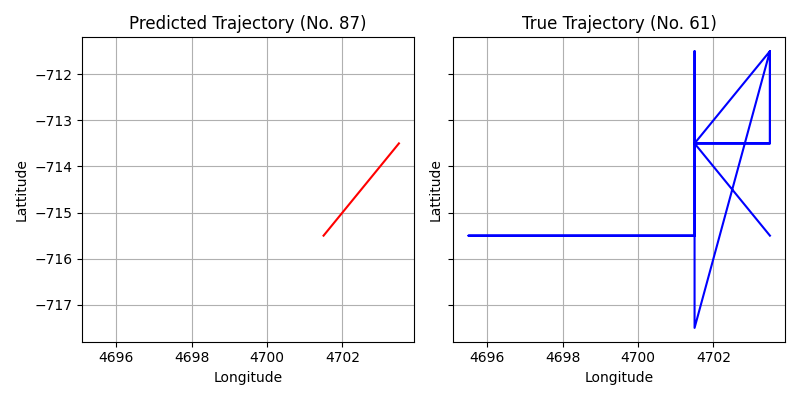 Predicted Trajectory (No. 87)
True Trajectory (No. 61)
Lattitude
−712
−713
−714
−715
−716
−717
4696
4698
4700
4702
Longitude
Lattitude
4696
4698
4700
4702
Longitude